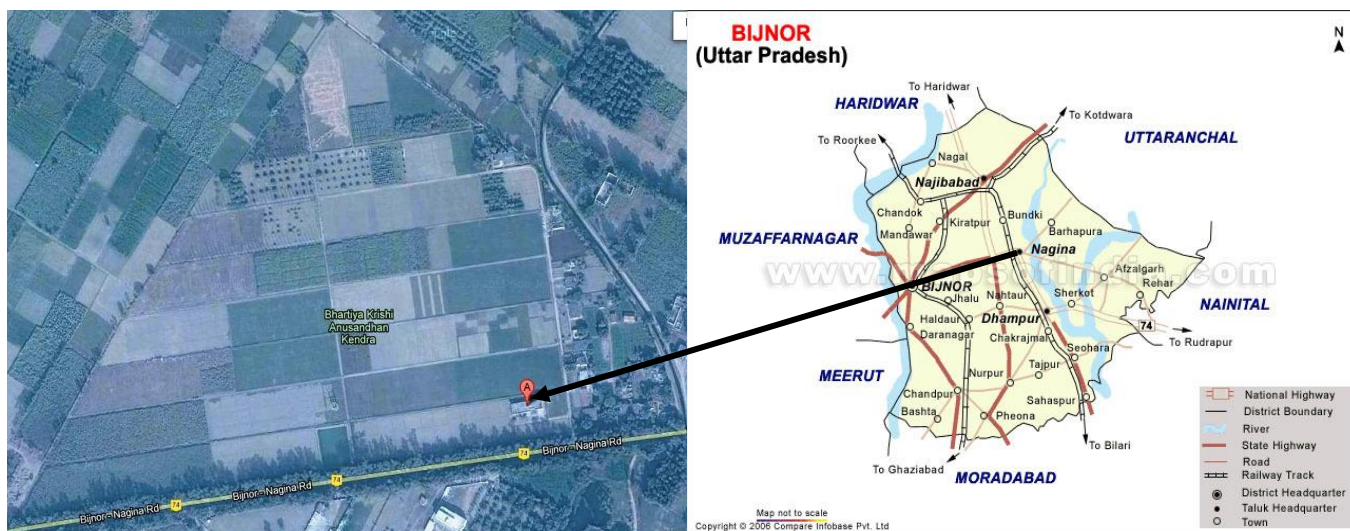 Bhartiya Krishi
Anusandhan
Kendra
A
74
Bijnor - Nagina Rd
74
Bijnor - Nagina Rd
74
Bijnor - Nagina Rd
BIJNOR
(Uttar Pradesh)
N
To Haridwar
HARIDWAR
To Kotdwara
To Roorkee
UTTARANCHAL
Nagal
Najibabad
Chandok
Kiratpur
Bundki
Mandawar
Barhapura
MUZAFFARNAGAR
Nagina
www.mapsofindia.com
Afzalgarh
BIJNOR
Rehar
Jhalu
Nahtaur
Sherkot
NAINITAL
Haldaur
Dhampur
74
Daranagar
Chakrajmal
To Rudrapur
Seohara
MEERUT
Nurpur
Tajpur
Chandpur
Sahaspur
Bashta
Pheona
To Bilari
To Ghaziabad
MORADABAD
National Highway
District Boundary
River
State Highway
Road
Railway Track
District Headquarter
Taluk Headquarter
Town
Map not to scale
Copyright © 2006 Compare Infobase Pvt. Ltd